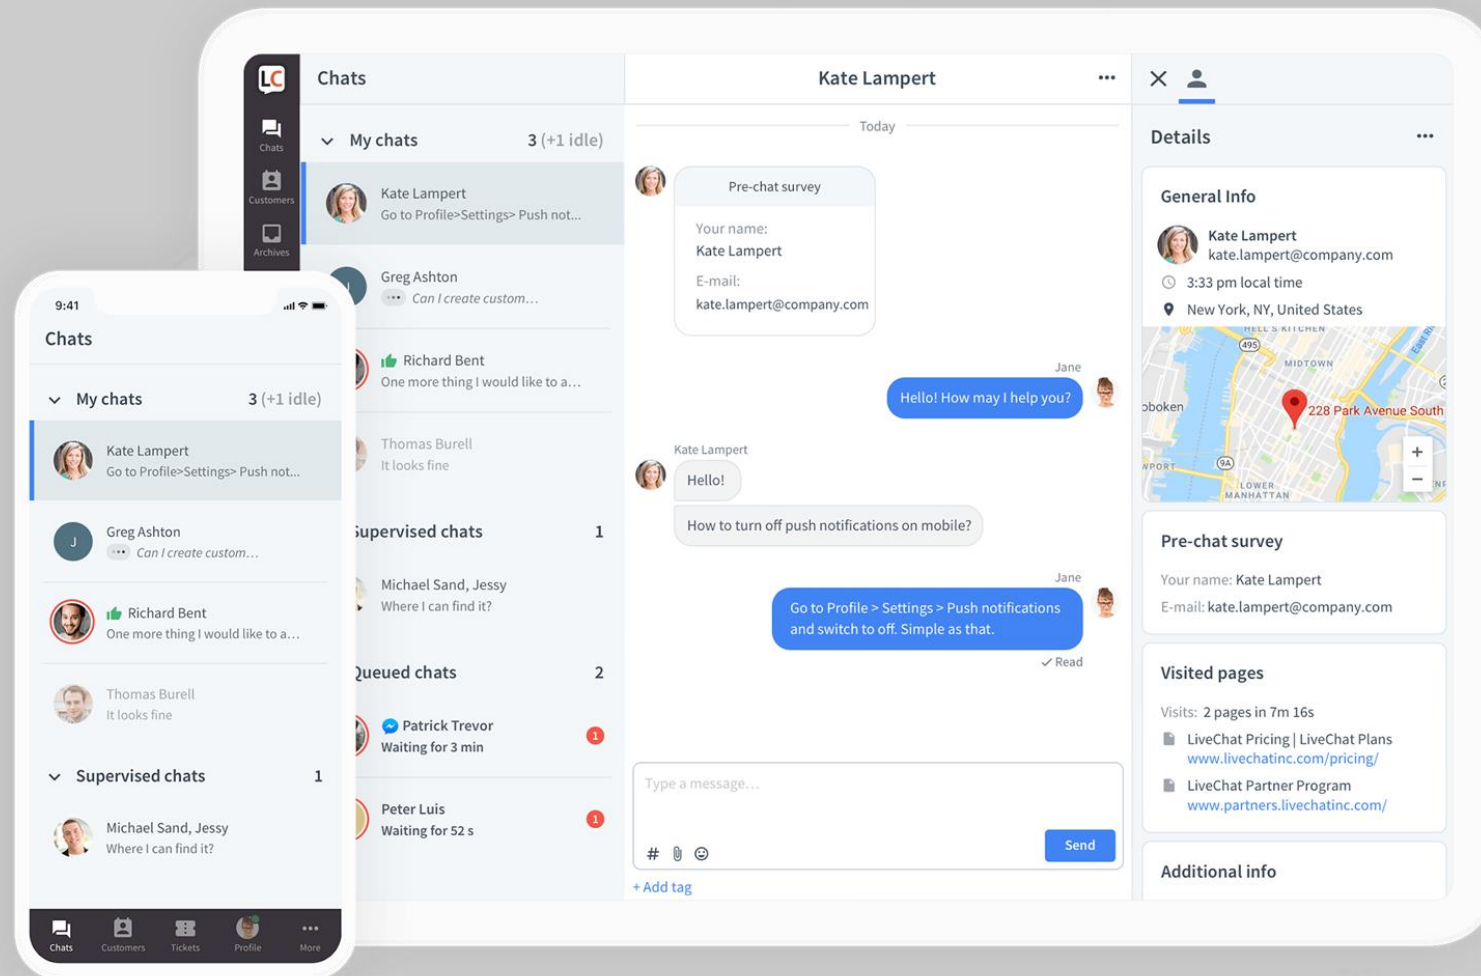 LC
Chats
Customers
Archives
Chats
My chats 3 (+1 idle)
Kate Lampert
Go to Profile>Settings> Push not...
Greg Ashton
Can I create custom...
Richard Bent
One more thing I would like to a...
Thomas Burell
It looks fine
Supervised chats 1
Michael Sand, Jessy
Where I can find it?
Queued chats 2
Patrick Trevor
Waiting for 3 min 1
Peter Luis
Waiting for 52 s 1
Kate Lampert
Today
Pre-chat survey
Your name:
Kate Lampert
E-mail:
kate.lampert@company.com
Jane
Hello! How may I help you?
Kate Lampert
Hello!
How to turn off push notifications on mobile?
Jane
Go to Profile > Settings > Push notifications
and switch to off. Simple as that.
Read
Type a message...
Send
+ Add tag
Details
General Info
Kate Lampert
kate.lampert@company.com
3:33 pm local time
New York, NY, United States
HELL'S KITCHEN
495
MIDTOWN
East
oboken
228 Park Avenue South
9A
WPORT
LOWER
MANHATTAN
Pre-chat survey
Your name: Kate Lampert
E-mail: kate.lampert@company.com
Visited pages
Visits: 2 pages in 7m 16s
LiveChat Pricing | LiveChat Plans
www.livechatinc.com/pricing/
LiveChat Partner Program
www.partners.livechatinc.com/
Additional info
9:41
Chats
My chats 3 (+1 idle)
Kate Lampert
Go to Profile>Settings> Push not...
J
Greg Ashton
Can I create custom...
Richard Bent
One more thing I would like to a...
Thomas Burell
It looks fine
Supervised chats 1
Michael Sand, Jessy
Where I can find it?
Chats
Customers
Tickets
Profile
More